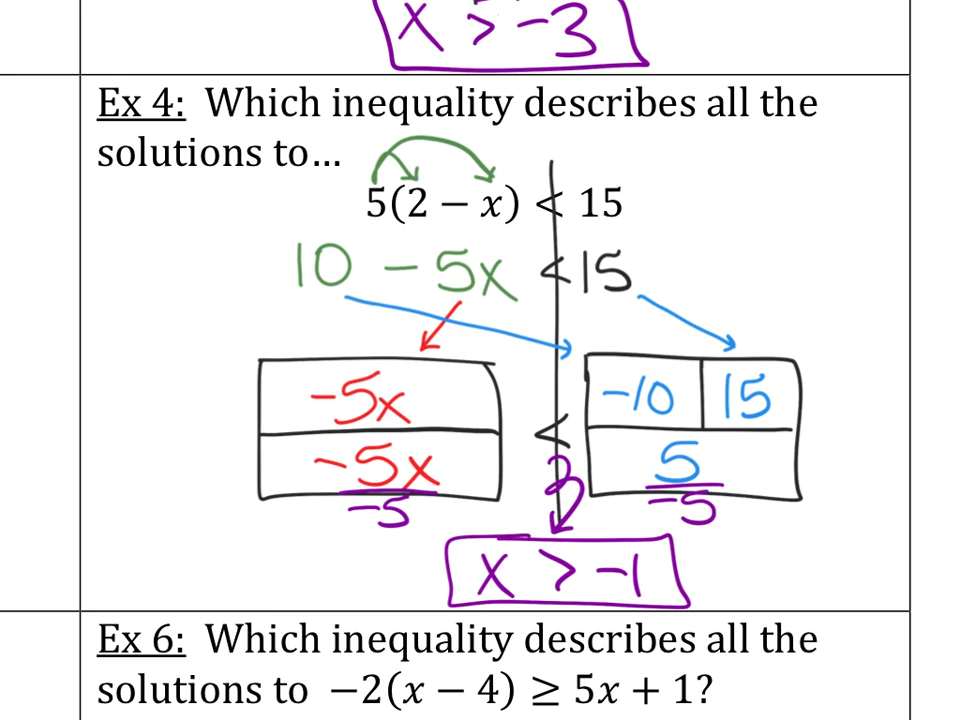 x > -3
Ex 4: Which inequality describes all the
solutions to…
5(2 − x) < 15
10 - 5x < 15
-5x -10 15
-5x < 5
-5 -5
x > -1
Ex 6: Which inequality describes all the
solutions to −2(x − 4) ≥ 5x + 1?